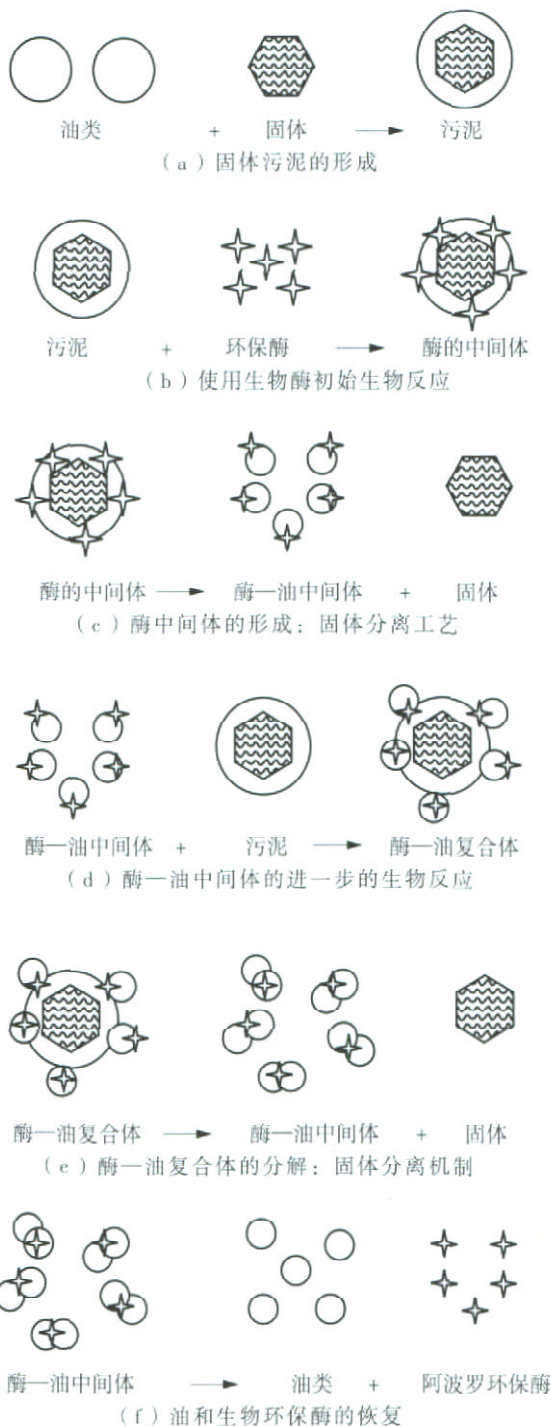 油类 + 固体 污泥
(a)固体污泥的形成
污泥 + 环保酶 酶的中间体
(b)使用生物酶初始生物反应
酶的中间体 酶—油中间体 + 固体
(c)酶中间体的形成:固体分离工艺
酶—油中间体 + 污泥 酶—油复合体
(d)酶—油中间体的进一步的生物反应
酶—油复合体 酶—油中间体 + 固体
(e)酶—油复合体的分解:固体分离机制
酶—油中间体 油类 + 阿波罗环保酶
(f)油和生物环保酶的恢复